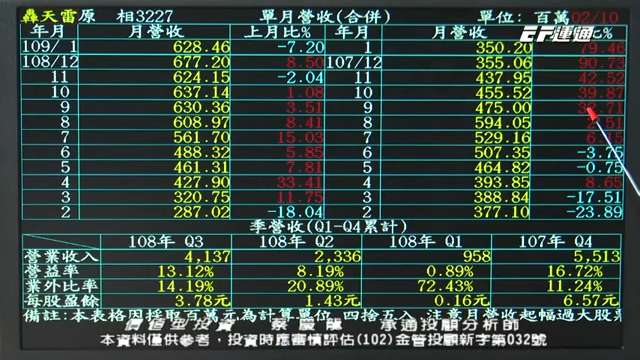 轟天雷原 相3227 單月營收(合併) 單位: 百萬 02/10
EF運通
年月 月營收 上月比% 年月 月營收 比%
109/ 1 628.46 -7.20 1 350.20 79.46
108/12 677.20 8.50 107/12 355.06 90.73
11 624.15 -2.04 11 437.95 42.52
10 637.14 1.08 10 455.52 39.87
9 630.36 3.51 9 475.00
8 608.97 8.41 8 594.05 2.51
7 561.70 15.03 7 529.16 6.15
6 488.32 5.85 6 507.35 -3.75
5 461.31 7.81 5 464.82 -0.75
4 427.90 33.41 4 393.85 8.65
3 320.75 11.75 3 388.84 -17.51
2 287.02 -18.04 2 377.10 -23.89
季營收(Q1-Q4累計)
108年 Q3 108年 Q2 108年 Q1 107年 Q4
營業收入 4,137 2,336 958 5,513
營益率 13.12% 8.19% 0.89% 16.72%
業外比率 14.19% 20.89% 72.43% 11.24%
每股盈餘 3.78元 1.43元 0.16元 6.57元
備註:本表格因採取百萬元為計算單位,四捨五入,注意月營收起幅過大股票
價值型投資 蔡慶龍 承通投顧分析師
本資料僅供參考,投資時應審慎評估(102)金管投顧新字第032號